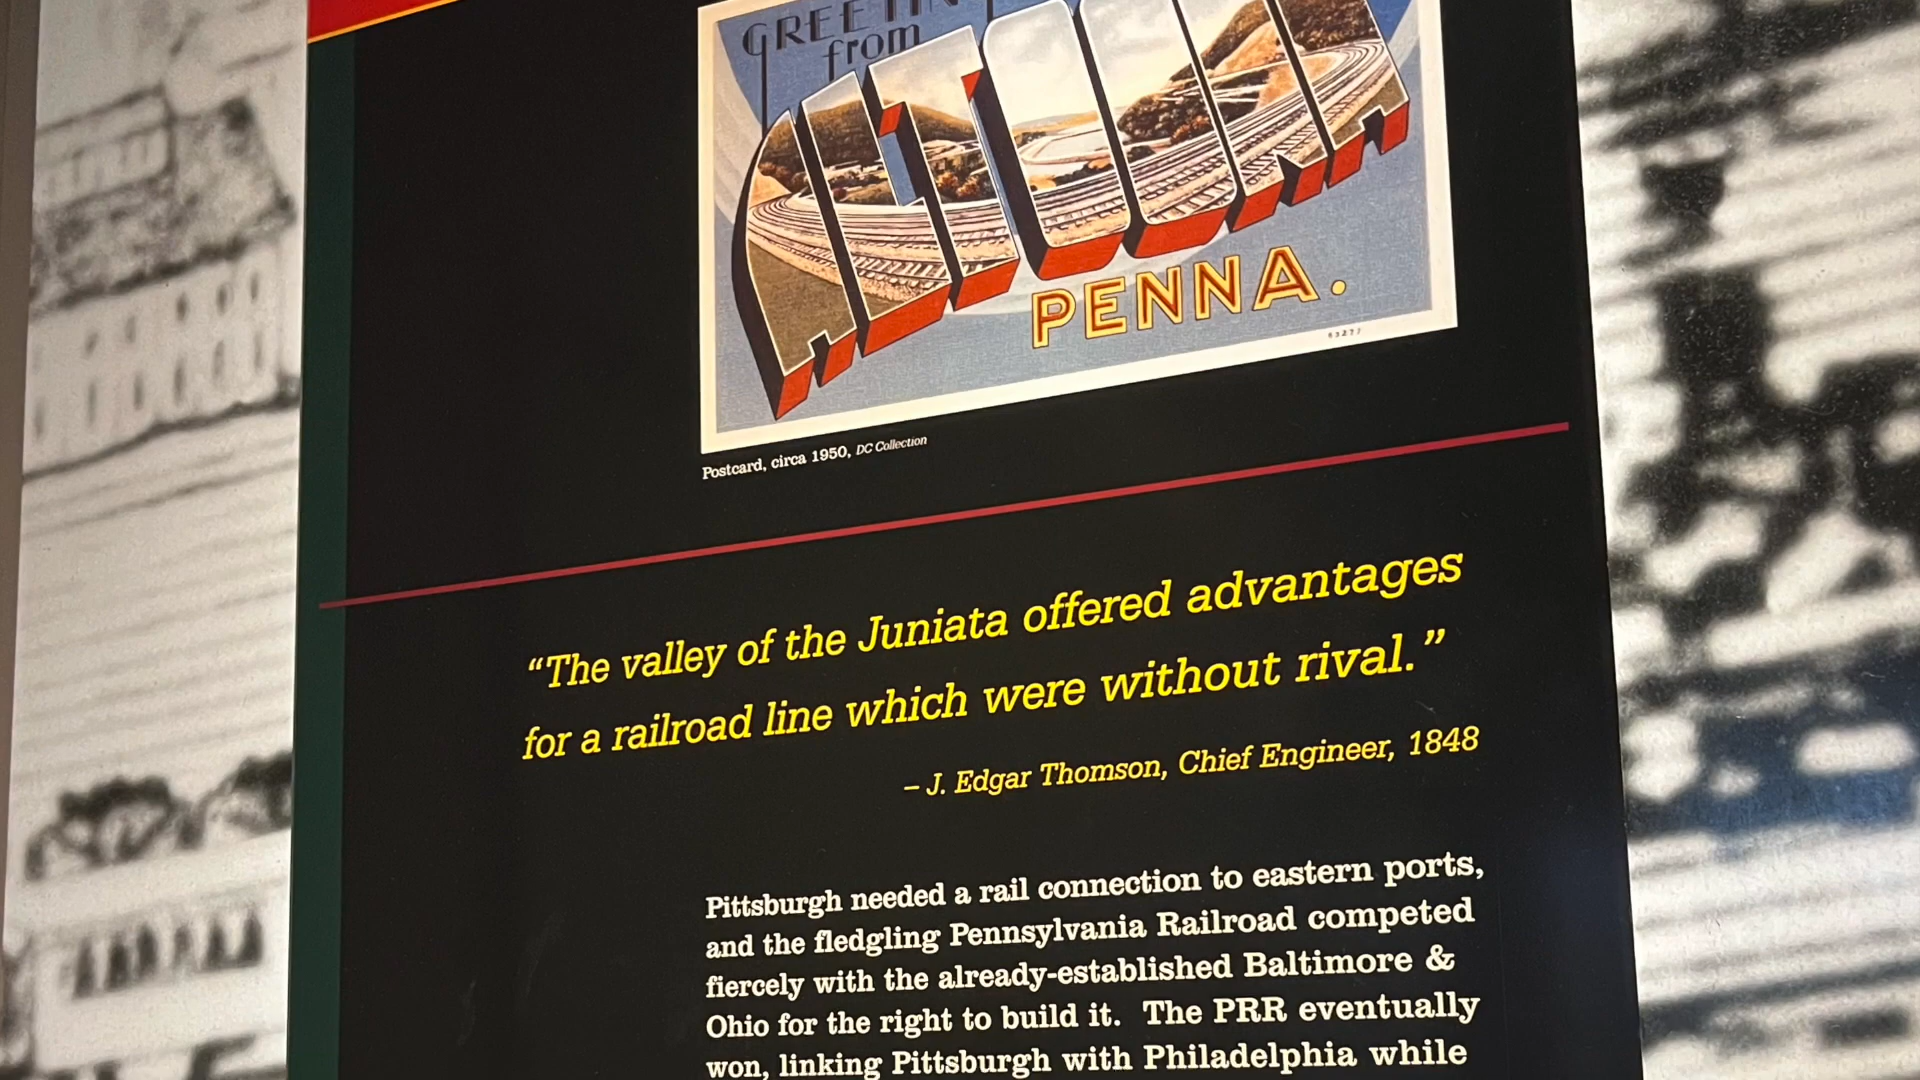 GREETIN
from
ALTOONA
PENNA.
63277
Postcard, circa 1950, DC Collection
“The valley of the Juniata offered advantages
for a railroad line which were without rival.”
– J. Edgar Thomson, Chief Engineer, 1848
Pittsburgh needed a rail connection to eastern ports,
and the fledgling Pennsylvania Railroad competed
fiercely with the already-established Baltimore &
Ohio for the right to build it. The PRR eventually
won, linking Pittsburgh with Philadelphia while